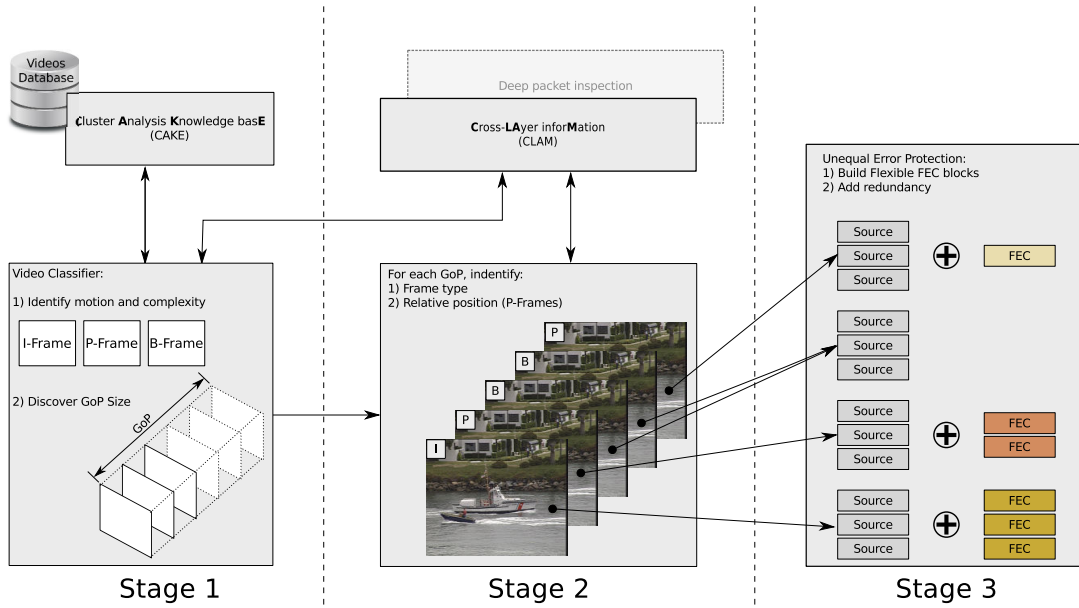 Videos
Database
Cluster Analysis Knowledge basE
(CAKE)
Video Classifier:
1) Identify motion and complexity
I-Frame
P-Frame
B-Frame
2) Discover GoP Size
GoP
Stage 1
Deep packet inspection
Cross-LAyer inforMation
(CLAM)
For each GoP, indentify:
1) Frame type
2) Relative position (P-Frames)
P
B
B
P
I
Stage 2
Unequal Error Protection:
1) Build Flexible FEC blocks
2) Add redundancy
Source
Source
FEC
Source
Source
Source
Source
Source
FEC
Source
FEC
Source
Source
FEC
Source
FEC
Source
FEC
Stage 3